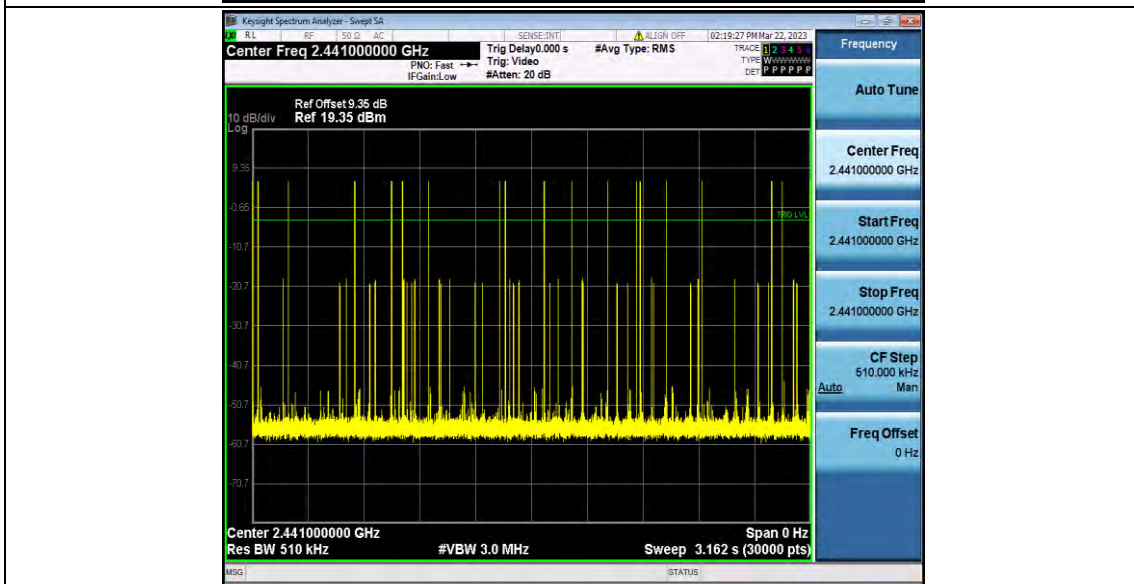 Keysight Spectrum Analyzer - Swept SA
RL RF 50 Ω AC SENSE:INT ALIGN OFF 02:19:27 PM Mar 22, 2023
Center Freq 2.441000000 GHz
PNO: Fast
IFGain:Low
Trig Delay0.000 s
Trig: Video
#Atten: 20 dB
#Avg Type: RMS
TRACE 1 2 3 4 5 6
TYPE WWWWWW
DET P P P P P P
Ref Offset 9.35 dB
10 dB/div Ref 19.35 dBm
Log
9.35
-0.65
TRIG LVL
-10.7
-20.7
-30.7
-40.7
-50.7
-60.7
-70.7
Center 2.441000000 GHz Span 0 Hz
Res BW 510 kHz #VBW 3.0 MHz Sweep 3.162 s (30000 pts)
MSG STATUS
Frequency
Auto Tune
Center Freq
2.441000000 GHz
Start Freq
2.441000000 GHz
Stop Freq
2.441000000 GHz
CF Step
510.000 kHz
Auto Man
Freq Offset
0 Hz